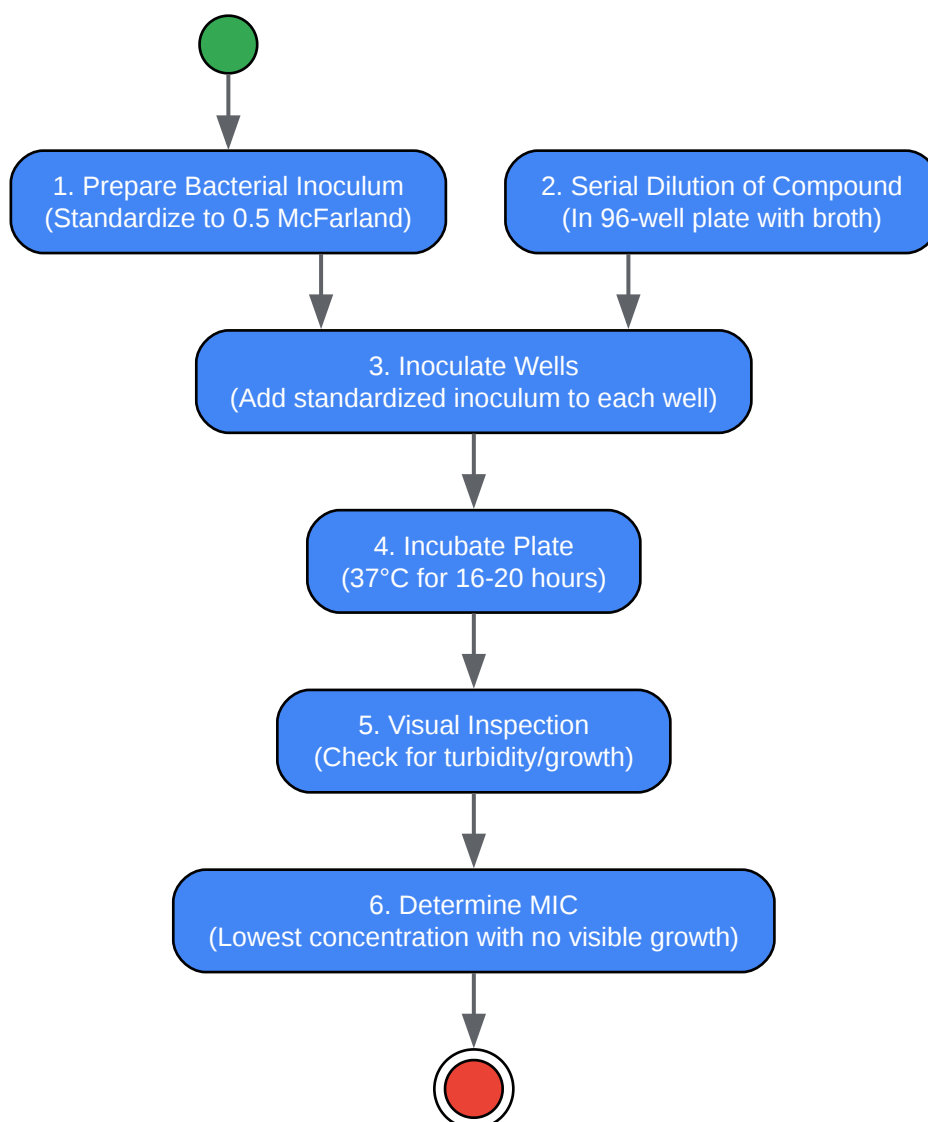 1. Prepare Bacterial Inoculum
(Standardize to 0.5 McFarland)
2. Serial Dilution of Compound
(In 96-well plate with broth)
3. Inoculate Wells
(Add standardized inoculum to each well)
4. Incubate Plate
(37°C for 16-20 hours)
5. Visual Inspection
(Check for turbidity/growth)
6. Determine MIC
(Lowest concentration with no visible growth)